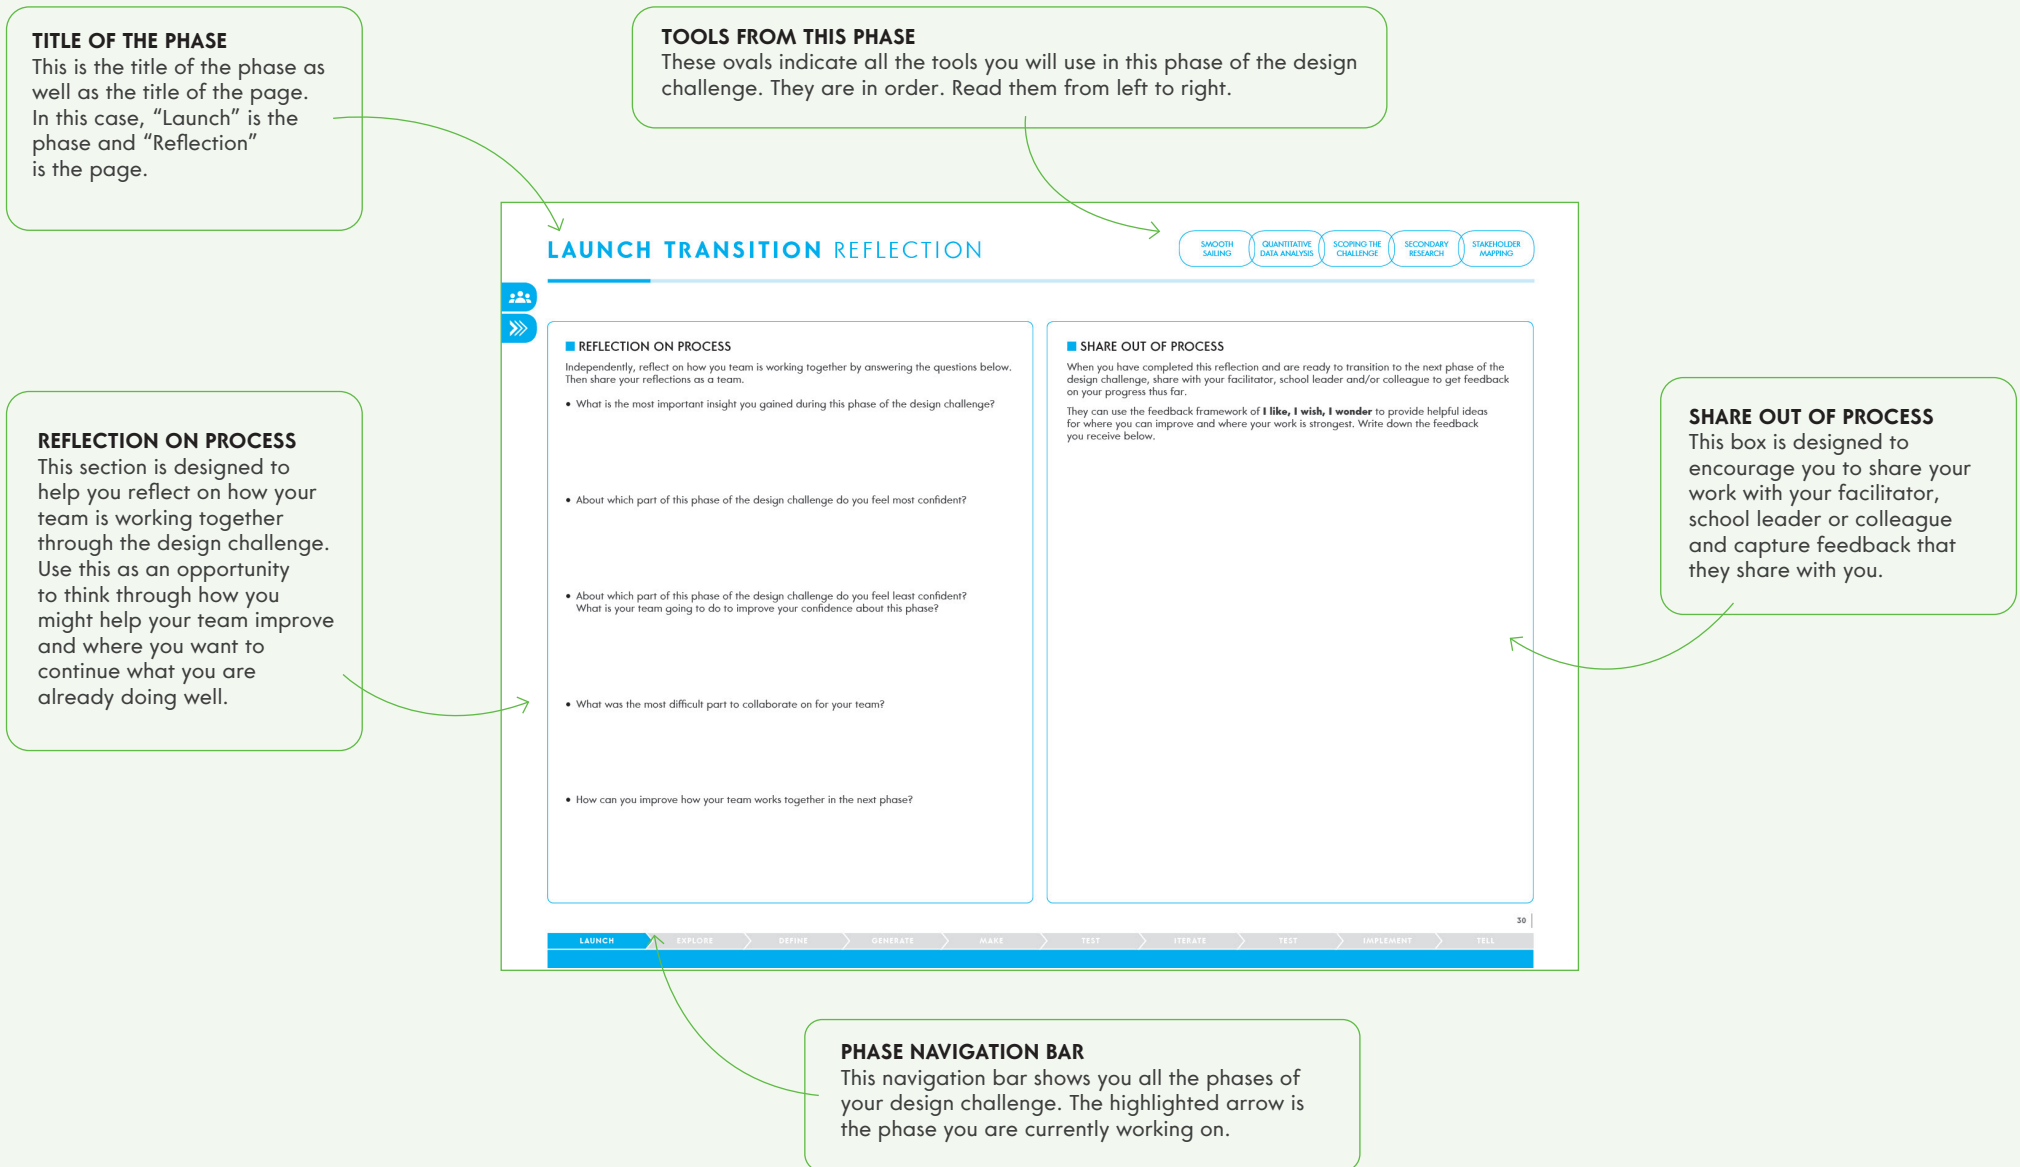 TITLE OF THE PHASE
This is the title of the phase as
well as the title of the page.
In this case, “Launch” is the
phase and “Reflection”
is the page.
TOOLS FROM THIS PHASE
These ovals indicate all the tools you will use in this phase of the design
challenge. They are in order. Read them from left to right.
LAUNCH TRANSITION REFLECTION
SMOOTH
SAILING
QUANTITATIVE
DATA ANALYSIS
SCOPING THE
CHALLENGE
SECONDARY
RESEARCH
STAKEHOLDER
MAPPING
REFLECTION ON PROCESS
This section is designed to
help you reflect on how your
team is working together
through the design challenge.
Use this as an opportunity
to think through how you
might help your team improve
and where you want to
continue what you are
already doing well.
REFLECTION ON PROCESS
Independently, reflect on how you team is working together by answering the questions below.
Then share your reflections as a team.
• What is the most important insight you gained during this phase of the design challenge?
• About which part of this phase of the design challenge do you feel most confident?
• About which part of this phase of the design challenge do you feel least confident?
What is your team going to do to improve your confidence about this phase?
• What was the most difficult part to collaborate on for your team?
• How can you improve how your team works together in the next phase?
SHARE OUT OF PROCESS
When you have completed this reflection and are ready to transition to the next phase of the
design challenge, share with your facilitator, school leader and/or colleague to get feedback
on your progress thus far.
They can use the feedback framework of I like, I wish, I wonder to provide helpful ideas
for where you can improve and where your work is strongest. Write down the feedback
you receive below.
SHARE OUT OF PROCESS
This box is designed to
encourage you to share your
work with your facilitator,
school leader or colleague
and capture feedback that
they share with you.
30
LAUNCH EXPLORE DEFINE GENERATE MAKE TEST ITERATE TEST IMPLEMENT TELL
PHASE NAVIGATION BAR
This navigation bar shows you all the phases of
your design challenge. The highlighted arrow is
the phase you are currently working on.